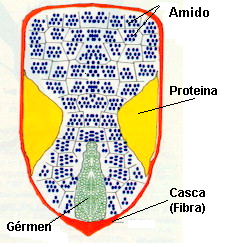 Amido
Proteina
Casca
(Fibra)
Gérmen